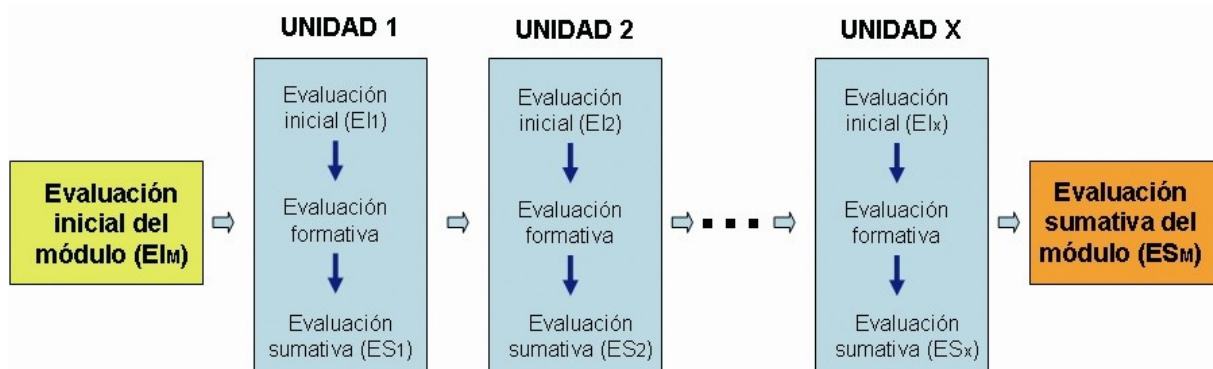 UNIDAD 1
UNIDAD 2
UNIDAD X
Evaluación
inicial del
módulo (EIM)
Evaluación
inicial (EI1)
Evaluación
formativa
Evaluación
sumativa (ES1)
Evaluación
inicial (EI2)
Evaluación
formativa
Evaluación
sumativa (ES2)
Evaluación
inicial (EIx)
Evaluación
formativa
Evaluación
sumativa (ESx)
Evaluación
sumativa del
módulo (ESM)